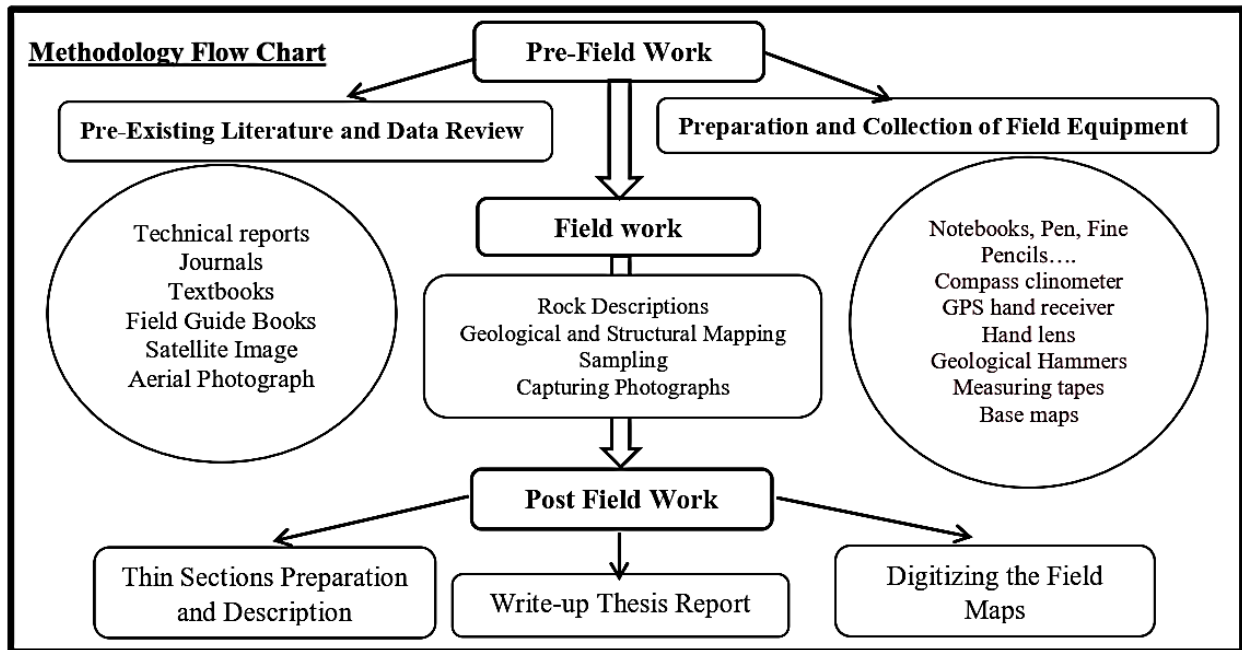 Methodology Flow Chart
Pre-Field Work
Pre-Existing Literature and Data Review
Preparation and Collection of Field Equipment
Technical reports
Journals
Textbooks
Field Guide Books
Satellite Image
Aerial Photograph
Field work
Rock Descriptions
Geological and Structural Mapping
Sampling
Capturing Photographs
Notebooks, Pen, Fine
Pencils….
Compass clinometer
GPS hand receiver
Hand lens
Geological Hammers
Measuring tapes
Base maps
Post Field Work
Thin Sections Preparation
and Description
Write-up Thesis Report
Digitizing the Field
Maps